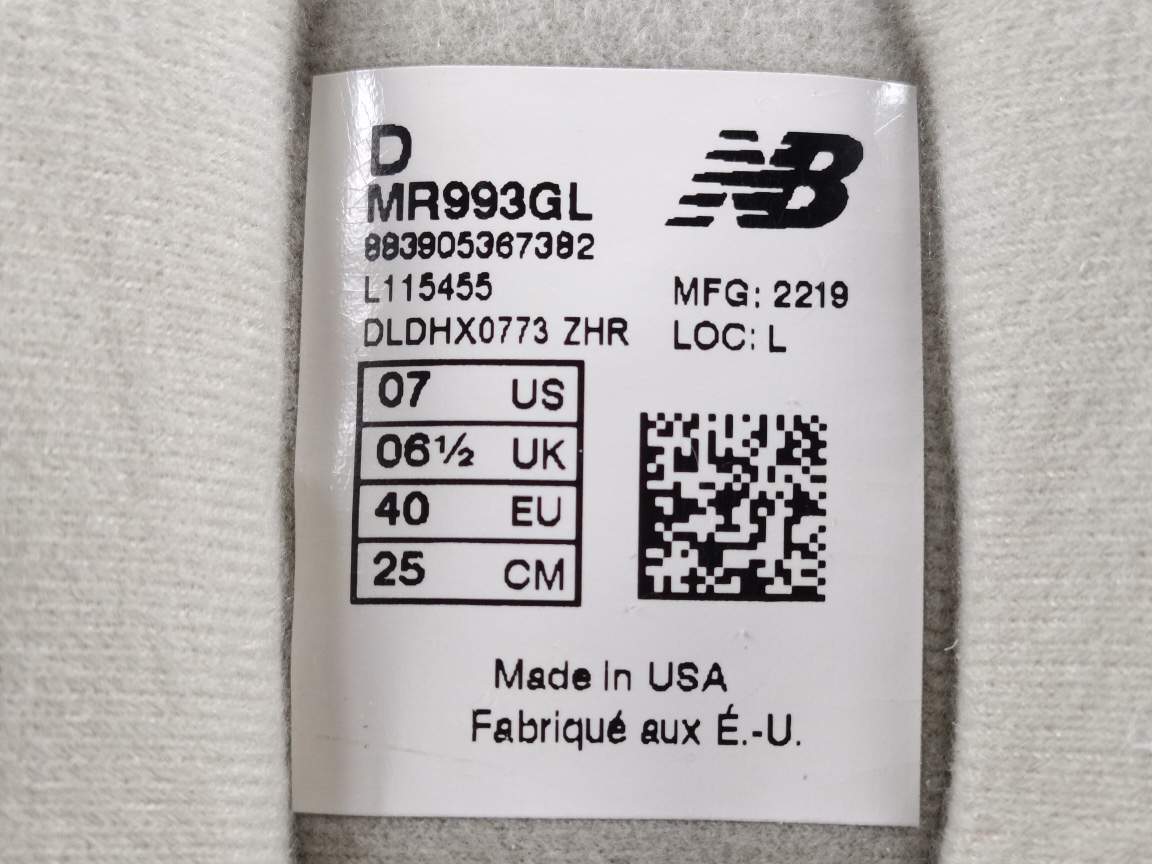 D
MR993GL
883905367382
L115455
DLDHX0773 ZHR
NB
MFG: 2219
LOC: L
07 US
06½ UK
40 EU
25 CM
Made in USA
Fabriqué aux É.-U.